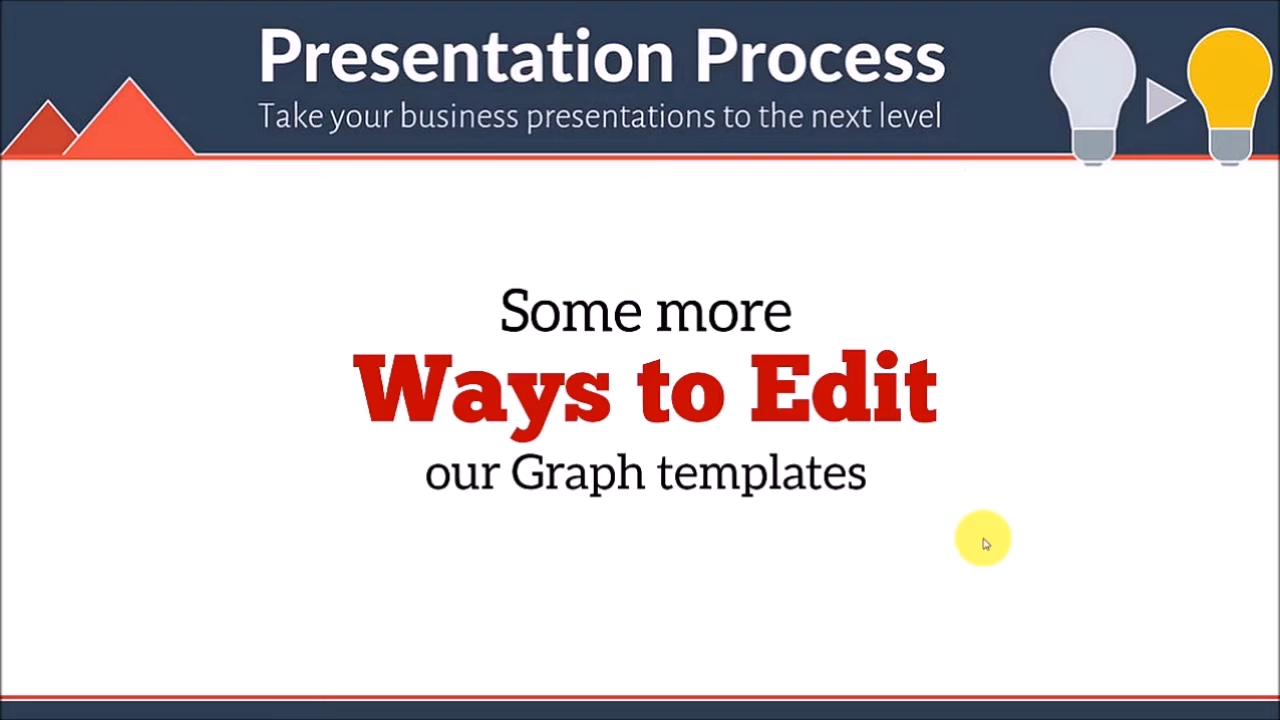 Presentation Process
Take your business presentations to the next level
Some more
Ways to Edit
our Graph templates